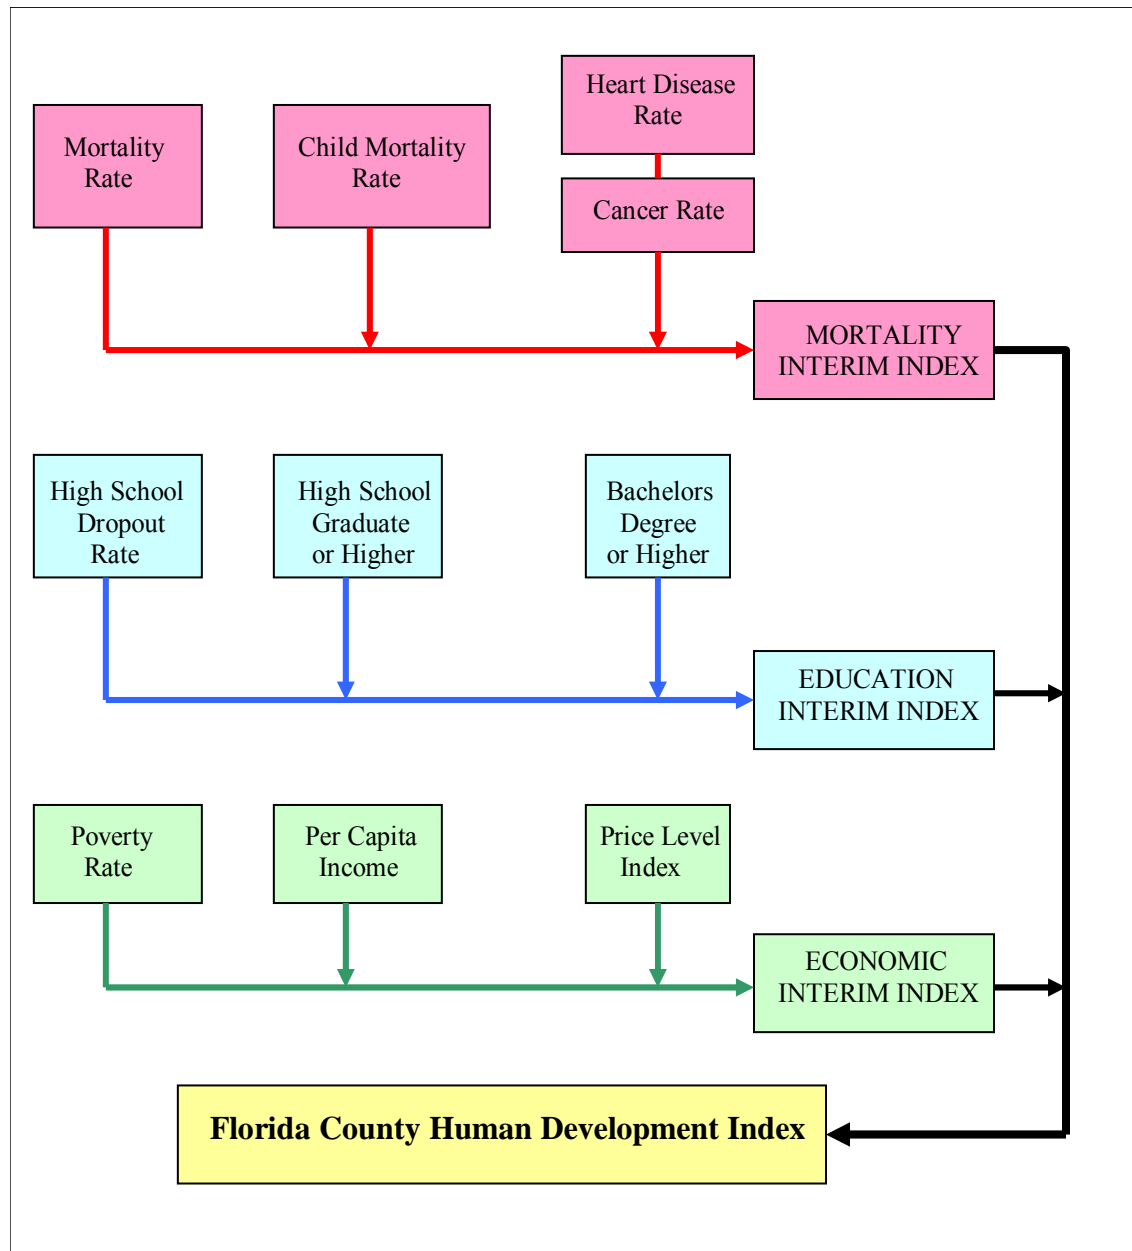 Heart Disease
Rate
Mortality
Rate
Child Mortality
Rate
Cancer Rate
MORTALITY
INTERIM INDEX
High School
Dropout
Rate
High School
Graduate
or Higher
Bachelors
Degree
or Higher
EDUCATION
INTERIM INDEX
Poverty
Rate
Per Capita
Income
Price Level
Index
ECONOMIC
INTERIM INDEX
Florida County Human Development Index